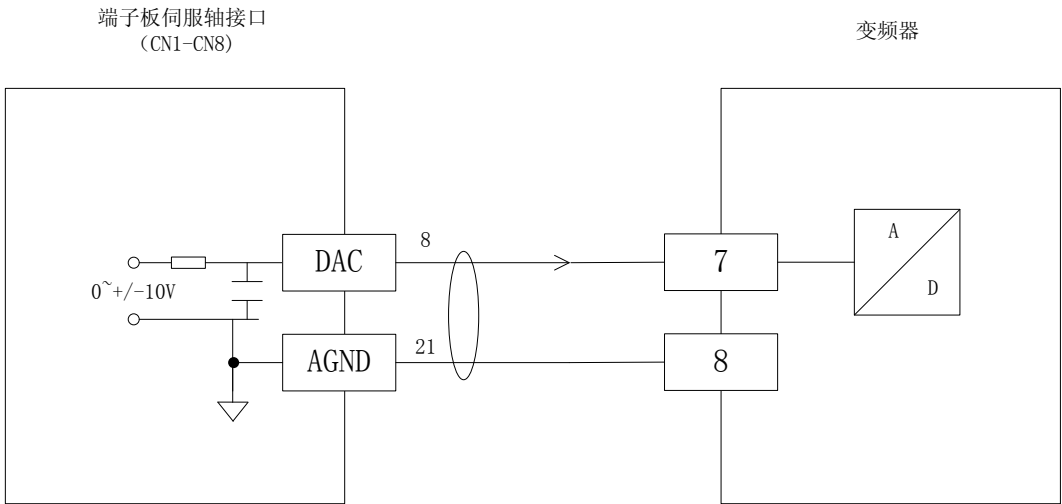 端子板伺服轴接口
(CN1-CN8)
变频器
DAC
8
7
A
D
0~+/-10V
AGND
21
8